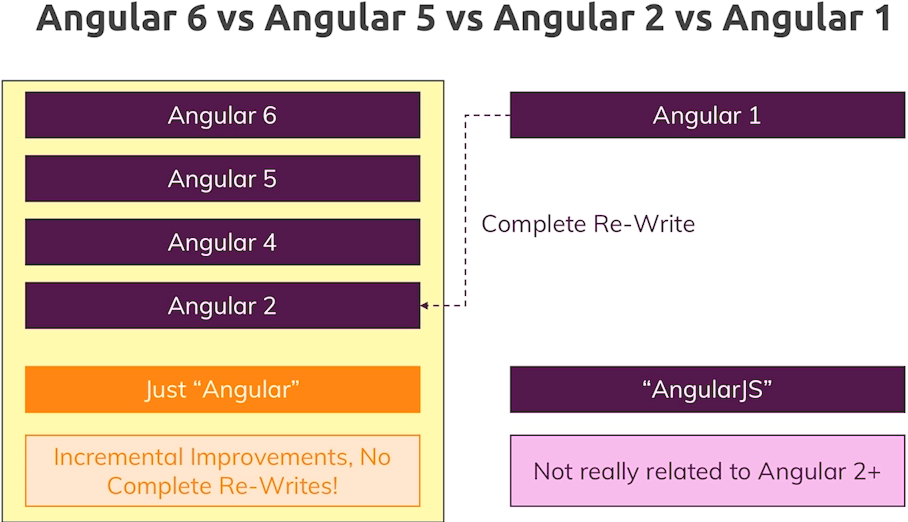 Angular 6 vs Angular 5 vs Angular 2 vs Angular 1
Angular 6
Angular 5
Angular 4
Angular 2
Just “Angular”
Incremental Improvements, No
Complete Re-Writes!
Angular 1
Complete Re-Write
“AngularJS”
Not really related to Angular 2+